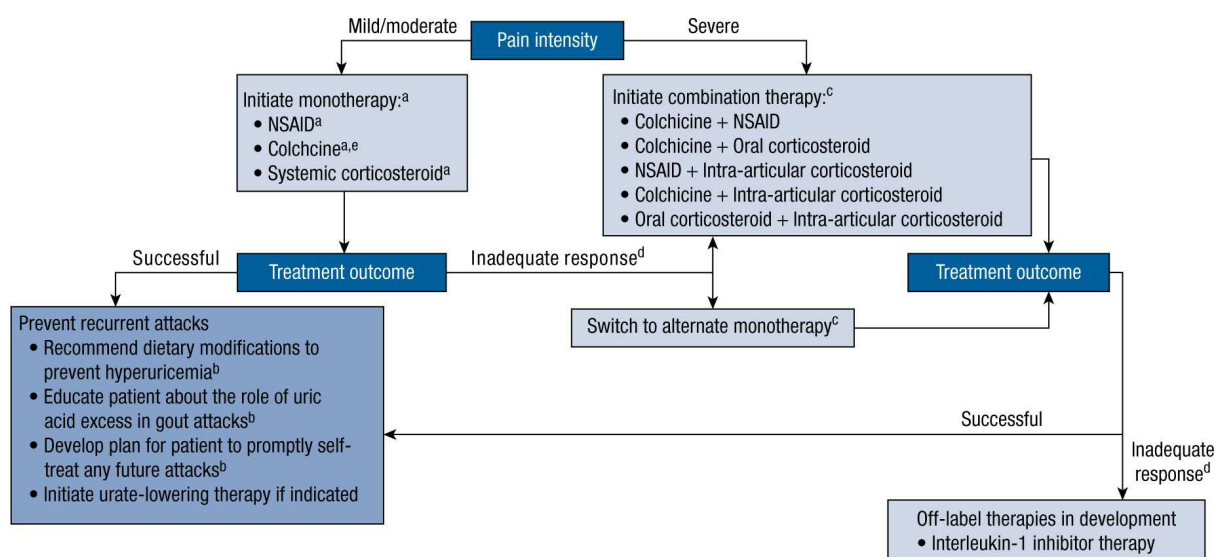 Mild/moderate
Pain intensity
Severe
Initiate monotherapy:ᵃ
• NSAIDᵃ
• Colchcineᵃ,ᵉ
• Systemic corticosteroidᵃ
Initiate combination therapy:ᶜ
• Colchicine + NSAID
• Colchicine + Oral corticosteroid
• NSAID + Intra-articular corticosteroid
• Colchicine + Intra-articular corticosteroid
• Oral corticosteroid + Intra-articular corticosteroid
Successful
Treatment outcome
Inadequate responseᵈ
Treatment outcome
Switch to alternate monotherapyᶜ
Prevent recurrent attacks
• Recommend dietary modifications to
prevent hyperuricemiaᵇ
• Educate patient about the role of uric
acid excess in gout attacksᵇ
• Develop plan for patient to promptly self-
treat any future attacksᵇ
• Initiate urate-lowering therapy if indicated
Successful
Inadequate
responseᵈ
Off-label therapies in development
• Interleukin-1 inhibitor therapy